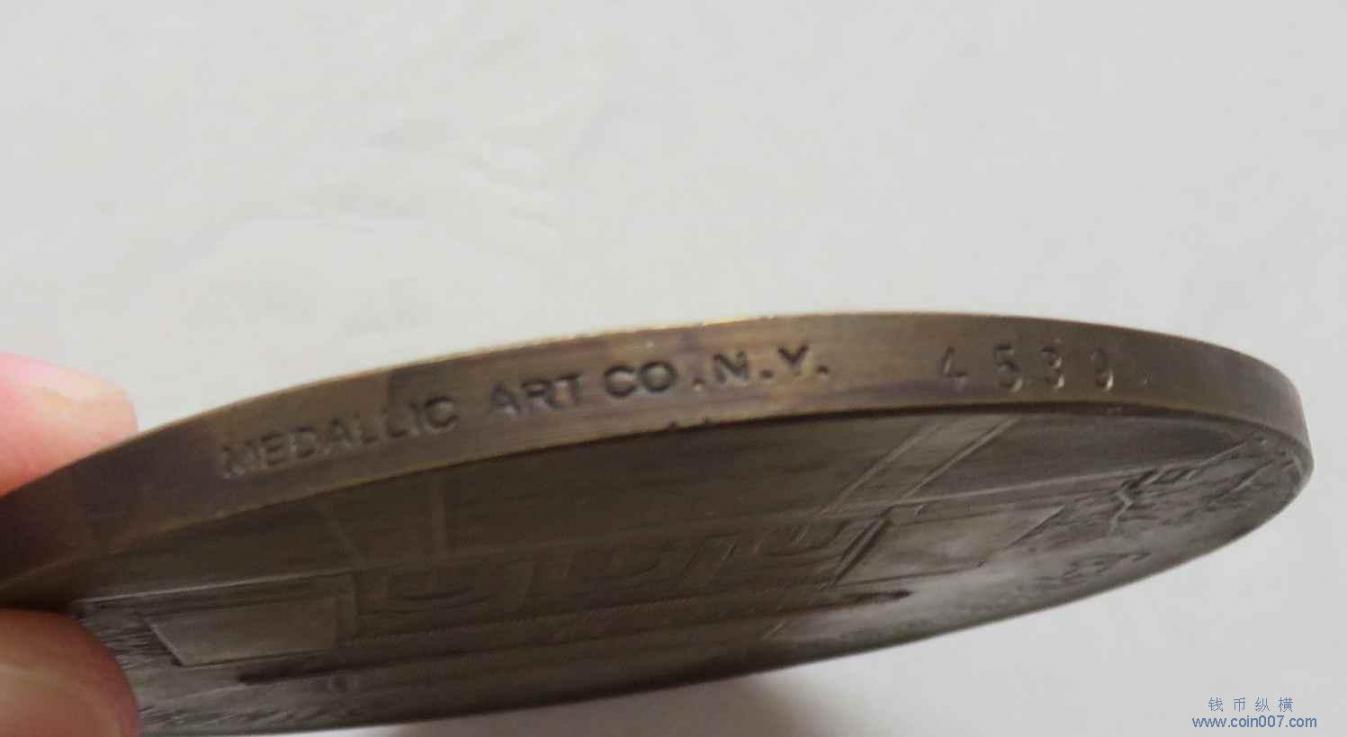 MEDALLIC ART CO.N.Y. 4539
钱币纵横
www.coin007.com